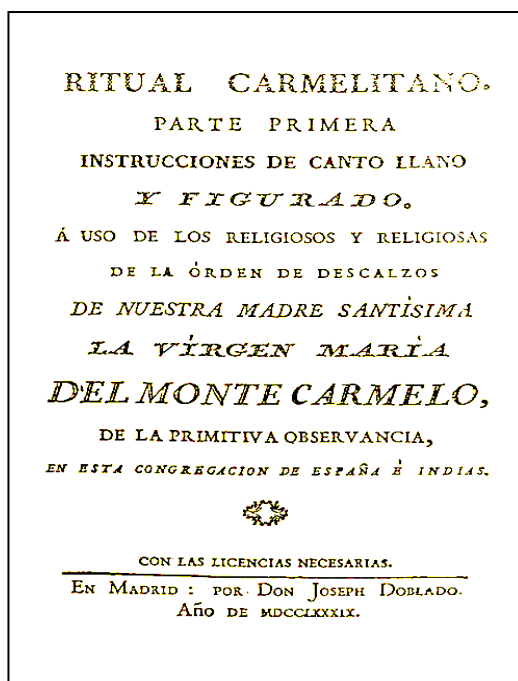 RITUAL CARMELITANO.
PARTE PRIMERA
INSTRUCCIONES DE CANTO LLANO
Y FIGURADO.
Á USO DE LOS RELIGIOSOS Y RELIGIOSAS
DE LA ÓRDEN DE DESCALZOS
DE NUESTRA MADRE SANTÍSIMA
LA VÍRGEN MARÍA
DEL MONTE CARMELO,
DE LA PRIMITIVA OBSERVANCIA,
EN ESTA CONGREGACION DE ESPAÑA É INDIAS.
CON LAS LICENCIAS NECESARIAS.
EN MADRID : POR DON JOSEPH DOBLADO.
Año DE MDCCLXXXIX.